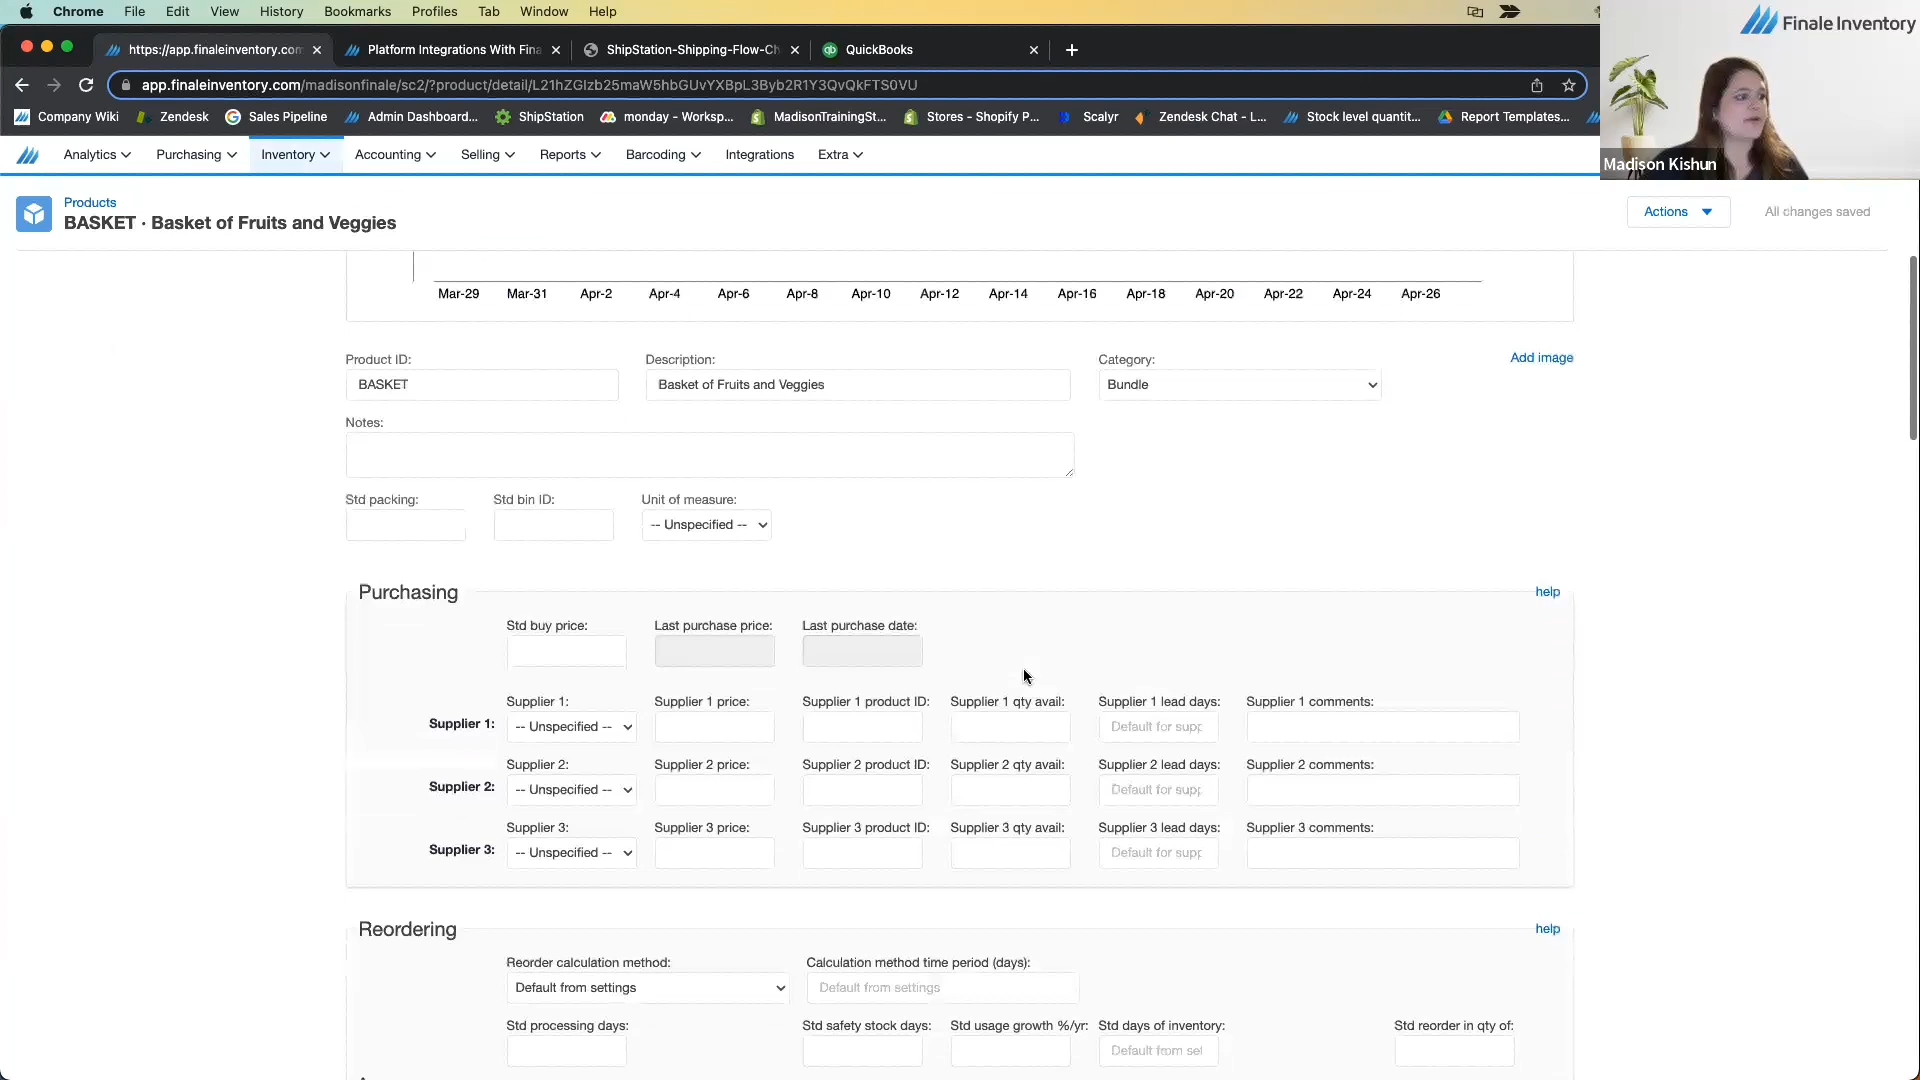 Chrome File Edit View History Bookmarks Profiles Tab Window Help
Finale Inventory
https://app.finaleinventory.com Platform Integrations With Fina ShipStation-Shipping-Flow-Ch qb QuickBooks
app.finaleinventory.com/madisonfinale/sc2/?product/detail/L21hZGlzb25maW5hbGUvYXBpL3Byb2R1Y3QvQkFTS0VU
Company Wiki Zendesk Sales Pipeline Admin Dashboard... ShipStation monday - Worksp... MadisonTrainingSt... Stores - Shopify P... Scalyr Zendesk Chat - L... Stock level quantit... Report Templates...
Analytics Purchasing Inventory Accounting Selling Reports Barcoding Integrations Extra
Madison Kishun
Products
BASKET · Basket of Fruits and Veggies
Actions All changes saved
Mar-29 Mar-31 Apr-2 Apr-4 Apr-6 Apr-8 Apr-10 Apr-12 Apr-14 Apr-16 Apr-18 Apr-20 Apr-22 Apr-24 Apr-26
Product ID: Description: Category: Add image
BASKET Basket of Fruits and Veggies Bundle
Notes:
Std packing: Std bin ID: Unit of measure:
-- Unspecified --
Purchasing help
Std buy price: Last purchase price: Last purchase date:
Supplier 1: Supplier 1 price: Supplier 1 product ID: Supplier 1 qty avail: Supplier 1 lead days: Supplier 1 comments:
Supplier 1: -- Unspecified -- Default for supp
Supplier 2: Supplier 2 price: Supplier 2 product ID: Supplier 2 qty avail: Supplier 2 lead days: Supplier 2 comments:
Supplier 2: -- Unspecified -- Default for supp
Supplier 3: Supplier 3 price: Supplier 3 product ID: Supplier 3 qty avail: Supplier 3 lead days: Supplier 3 comments:
Supplier 3: -- Unspecified -- Default for supp
Reordering help
Reorder calculation method: Calculation method time period (days):
Default from settings Default from settings
Std processing days: Std safety stock days: Std usage growth %/yr: Std days of inventory: Std reorder in qty of:
Default from set